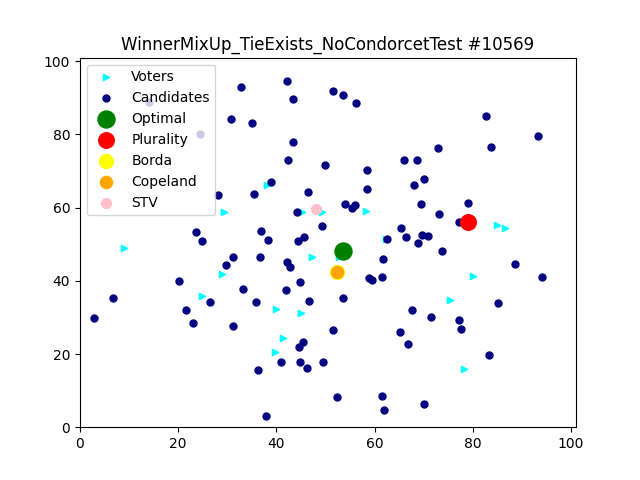 WinnerMixUp_TieExists_NoCondorcetTest #10569
100
80
60
40
20
0
Voters
Candidates
Optimal
Plurality
Borda
Copeland
STV
0 20 40 60 80 100